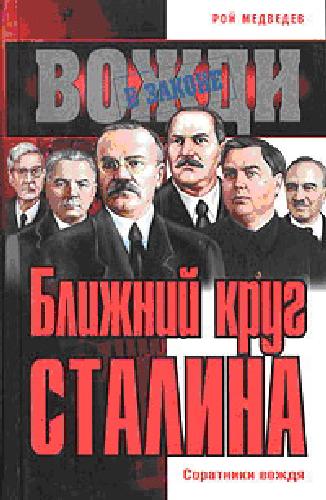 РОЙ МЕДВЕДЕВ
ВОЖДИ
В ЗАКОНЕ
Ближний круг
СТАЛИНА
Соратники вождя